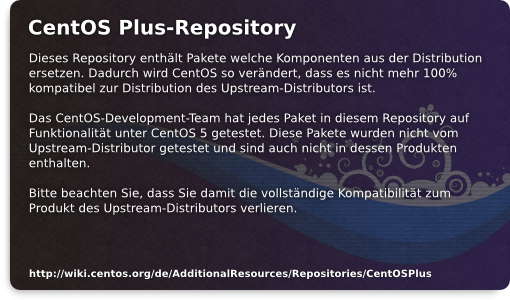 CentOS Plus-Repository
Dieses Repository enthält Pakete welche Komponenten aus der Distribution
ersetzen. Dadurch wird CentOS so verändert, dass es nicht mehr 100%
kompatibel zur Distribution des Upstream-Distributors ist.
Das CentOS-Development-Team hat jedes Paket in diesem Repository auf
Funktionalität unter CentOS 5 getestet. Diese Pakete wurden nicht vom
Upstream-Distributor getestet und sind auch nicht in dessen Produkten
enthalten.
Bitte beachten Sie, dass Sie damit die vollständige Kompatibilität zum
Produkt des Upstream-Distributors verlieren.
http://wiki.centos.org/de/AdditionalResources/Repositories/CentOSPlus